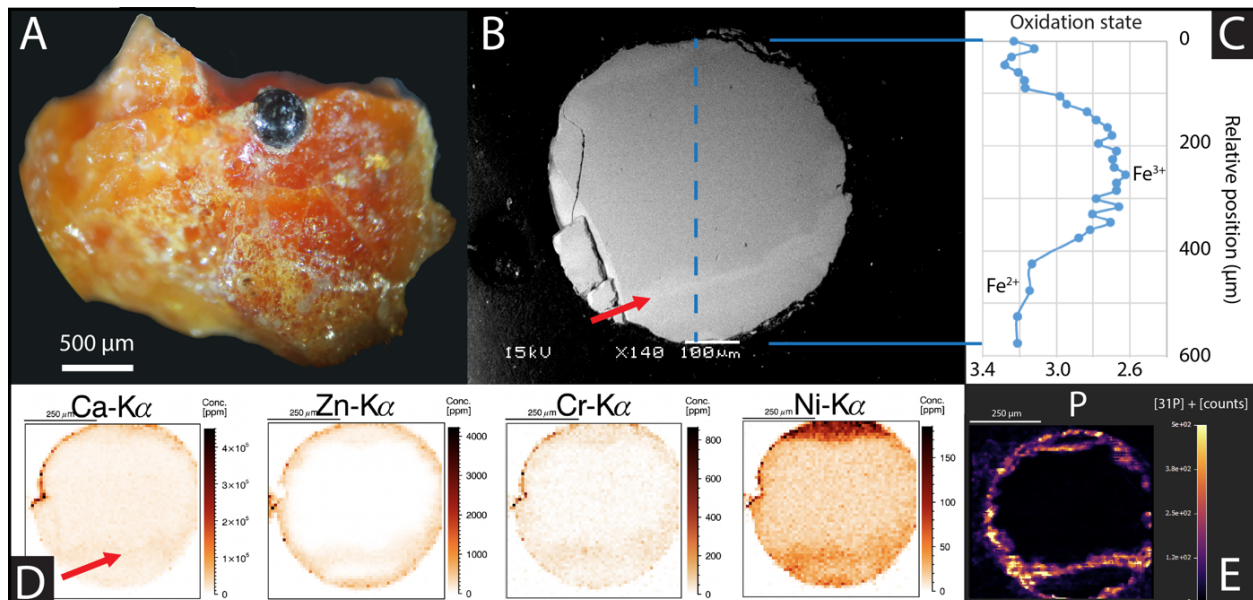 A
500 μm
B
15kV X140 100μm
C
Oxidation state
0
200
400
600
Relative position (μm)
Fe³⁺
Fe²⁺
3.4 3.0 2.6
D
Ca-Kα
250 μm
Conc.
[ppm]
4×10⁵
3×10⁵
2×10⁵
1×10⁵
0
Zn-Kα
250 μm
Conc.
[ppm]
4000
3000
2000
1000
0
Cr-Kα
250 μm
Conc.
[ppm]
800
600
400
200
0
Ni-Kα
250 μm
Conc.
[ppm]
150
100
50
0
P
250 μm
[31P] + [counts]
5e+02
3.8e+02
2.5e+02
1.2e+02
E